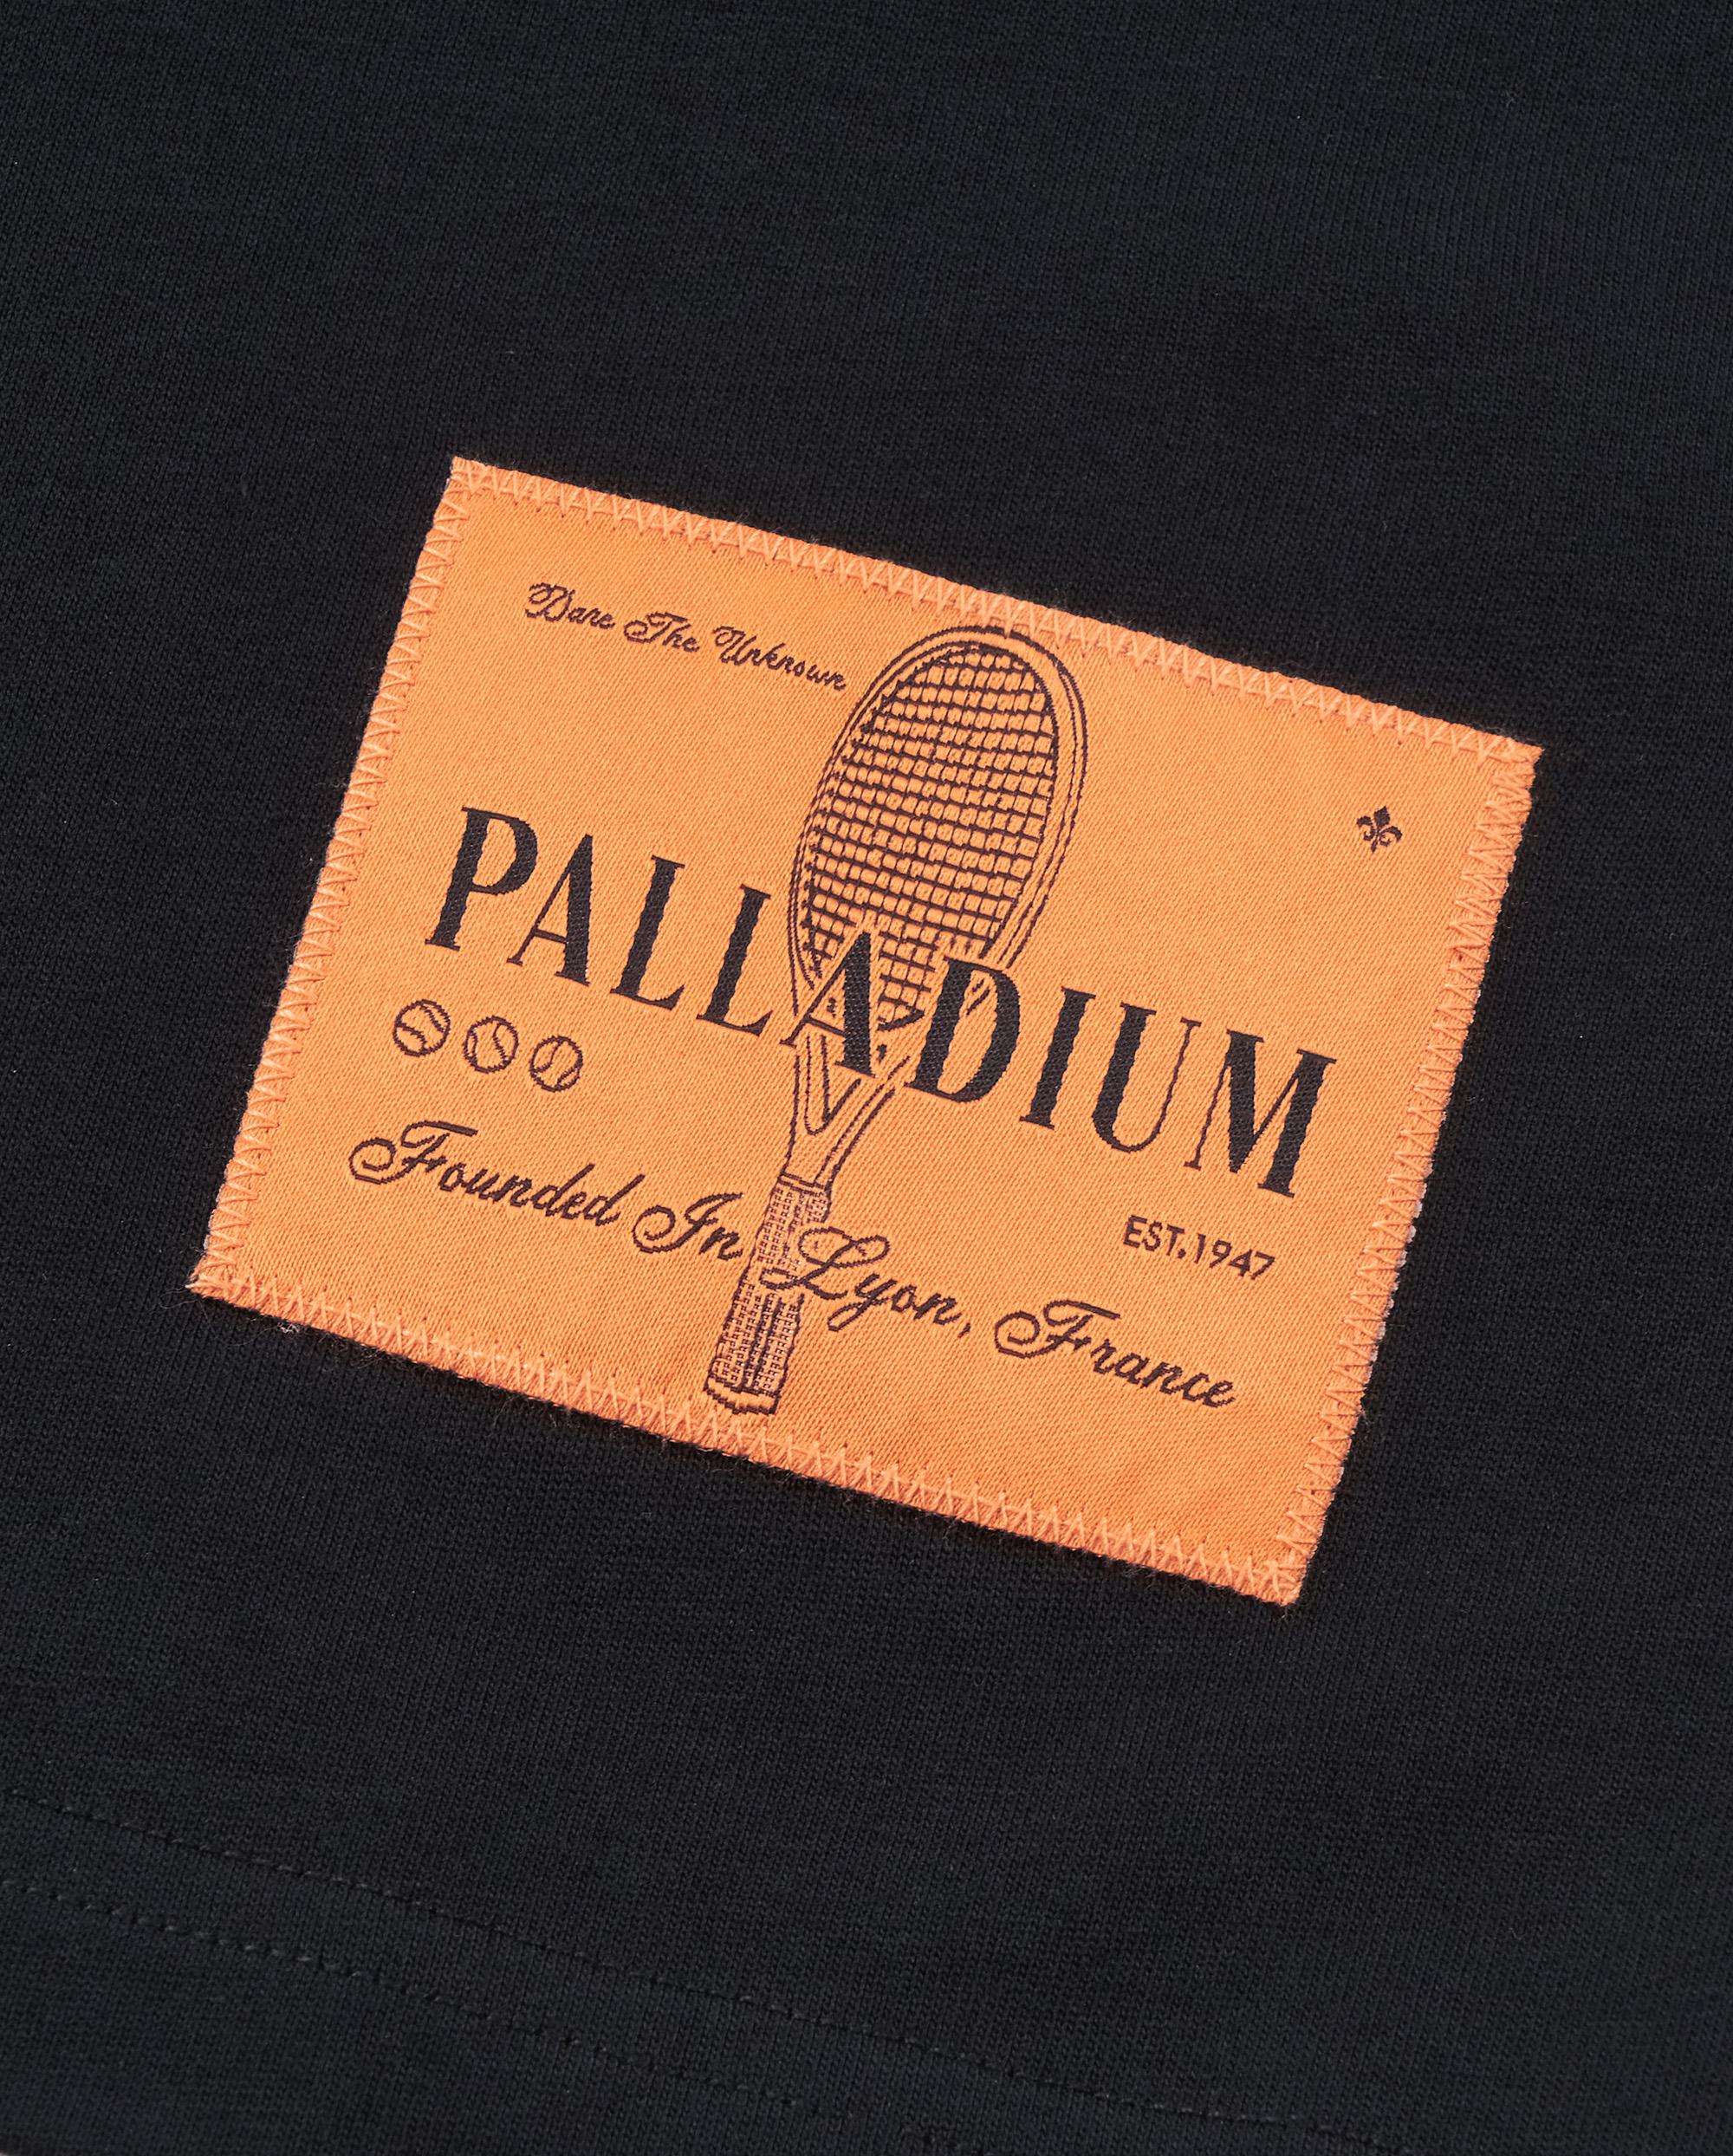 Dare The Unknown
PALLADIUM
EST.1947
Founded In Lyon, France